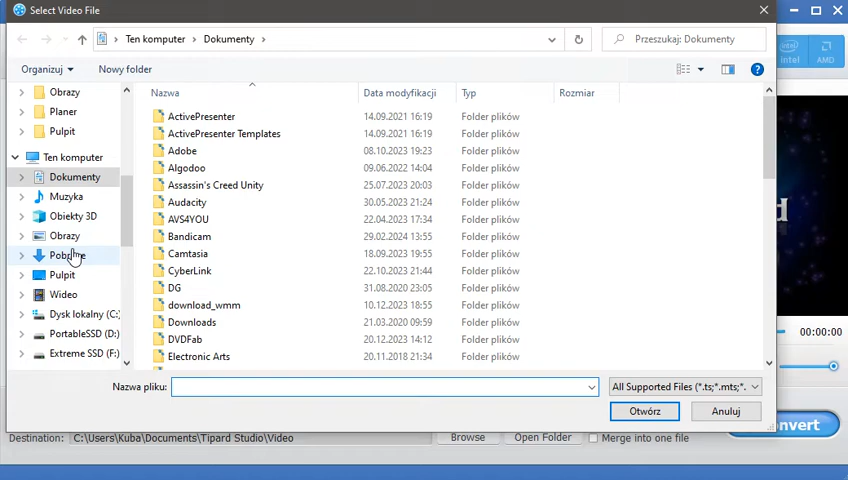 Select Video File
Ten komputer Dokumenty
Przeszukaj: Dokumenty
Organizuj
Nowy folder
intel
AMD
Nazwa Data modyfikacji Typ Rozmiar
Obrazy
Planer
Pulpit
Ten komputer
Dokumenty
Muzyka
Obiekty 3D
Obrazy
Pulpit
Wideo
Dysk lokalny (C:)
PortableSSD (D:)
Extreme SSD (F:)
ActivePresenter 14.09.2021 16:19 Folder plików
ActivePresenter Templates 14.09.2021 16:19 Folder plików
Adobe 08.10.2023 19:23 Folder plików
Algodoo 09.06.2022 14:04 Folder plików
Assassin's Creed Unity 25.07.2023 20:03 Folder plików
Audacity 30.05.2023 21:24 Folder plików
AVS4YOU 22.04.2023 17:34 Folder plików
Bandicam 29.02.2024 13:55 Folder plików
Camtasia 18.09.2023 19:55 Folder plików
CyberLink 22.10.2023 21:44 Folder plików
DG 31.08.2020 23:05 Folder plików
download_wmm 10.12.2023 18:55 Folder plików
Downloads 21.03.2020 09:59 Folder plików
DVDFab 20.12.2023 14:12 Folder plików
Electronic Arts 20.11.2018 21:34 Folder plików
00:00:00
Nazwa pliku:
All Supported Files (*.ts;*.mts;*.
Otwórz
Anuluj
nvert
Destination: C:\Users\Kuba\Documents\Tipard Studio\Video
Browse
Open Folder
Merge into one file